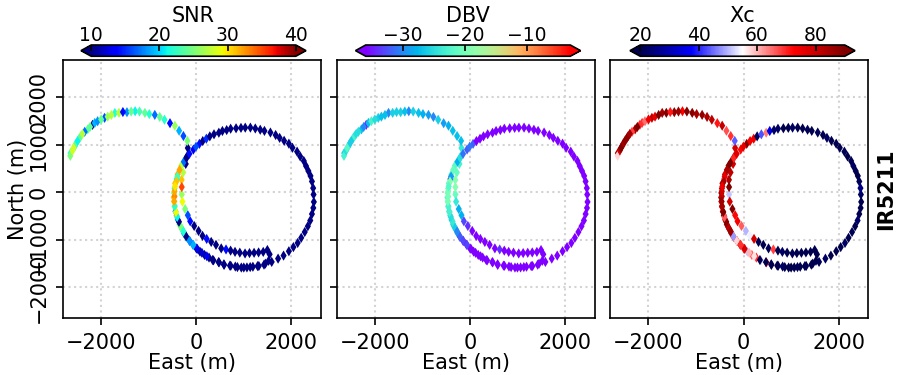 SNR
DBV
Xc
10 20 30 40
−30 −20 −10
20 40 60 80
North (m)
2000
1000
0
−1000
−2000
IR5211
−2000 0 2000
−2000 0 2000
−2000 0 2000
East (m)
East (m)
East (m)